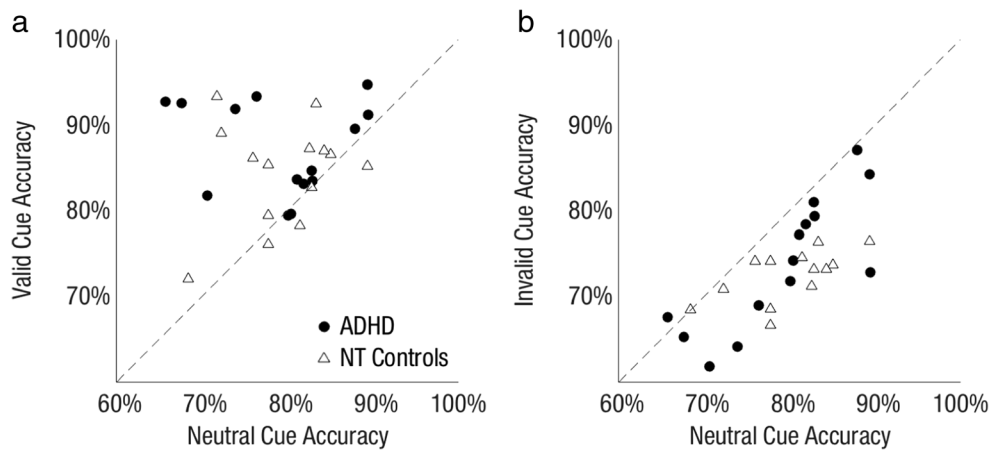 a
100%
90%
80%
70%
Valid Cue Accuracy
ADHD
NT Controls
60% 70% 80% 90% 100%
Neutral Cue Accuracy
b
100%
90%
80%
70%
Invalid Cue Accuracy
60% 70% 80% 90% 100%
Neutral Cue Accuracy